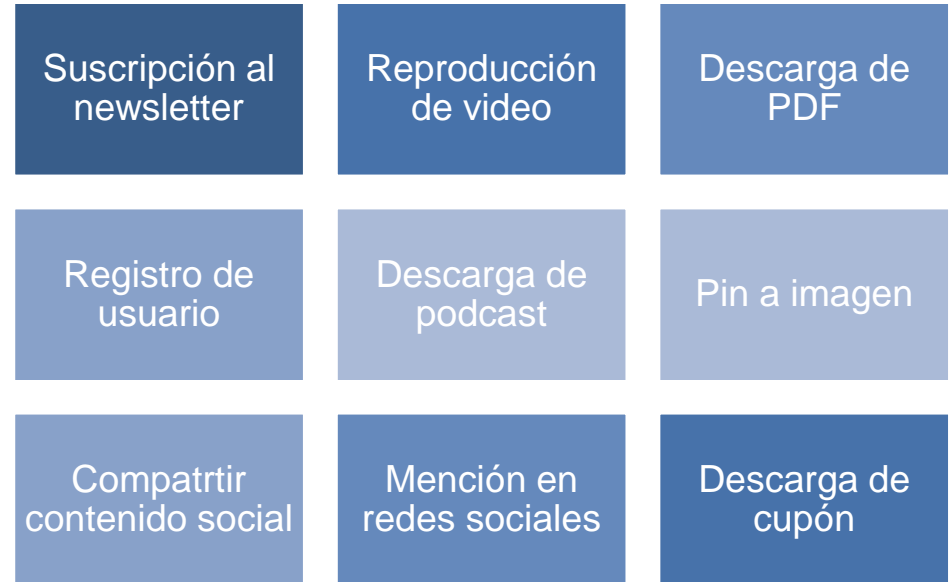 Suscripción al
newsletter
Reproducción
de video
Descarga de
PDF
Registro de
usuario
Descarga de
podcast
Pin a imagen
Compatrtir
contenido social
Mención en
redes sociales
Descarga de
cupón